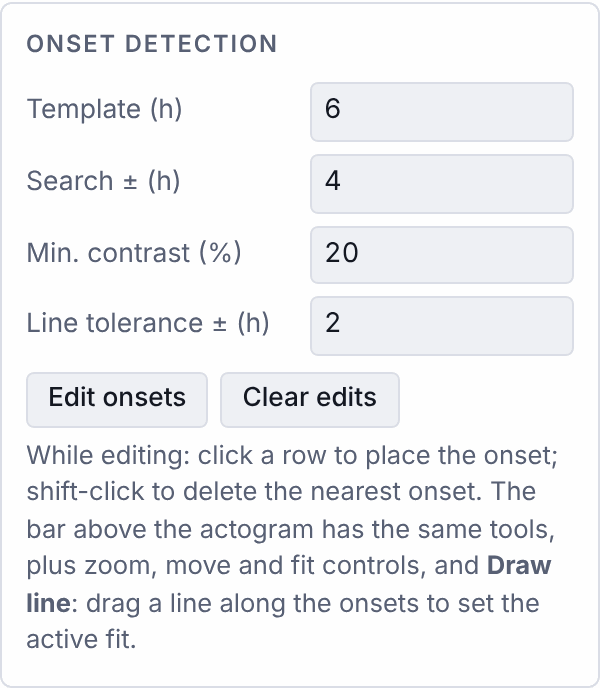 ONSET DETECTION
Template (h) 6
Search ± (h) 4
Min. contrast (%) 20
Line tolerance ± (h) 2
Edit onsets Clear edits
While editing: click a row to place the onset;
shift-click to delete the nearest onset. The
bar above the actogram has the same tools,
plus zoom, move and fit controls, and Draw
line: drag a line along the onsets to set the
active fit.